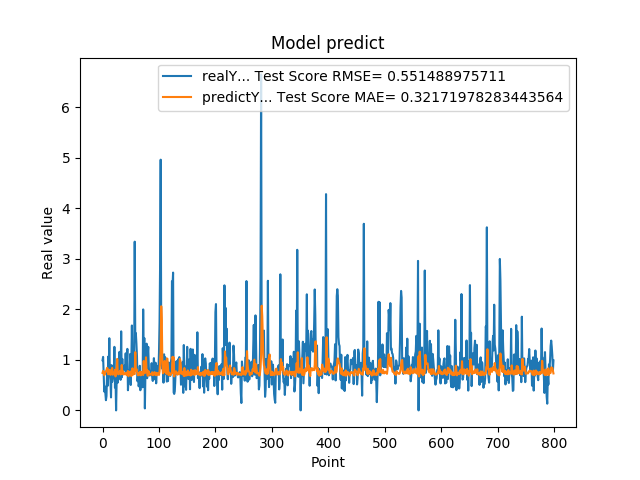 Model predict
realY... Test Score RMSE= 0.551488975711
predictY... Test Score MAE= 0.32171978283443564
6
5
4
3
2
1
0
Real value
0 100 200 300 400 500 600 700 800
Point